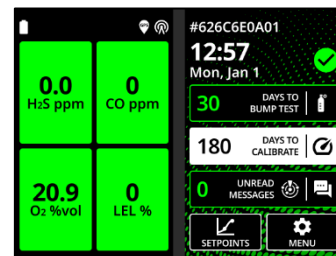 GPS
0.0
H₂S ppm
0
CO ppm
20.9
O₂ %vol
0
LEL %
#626C6E0A01
12:57
Mon, Jan 1
30 DAYS TO
BUMP TEST
180 DAYS TO
CALIBRATE
0 UNREAD
MESSAGES
SETPOINTS
MENU